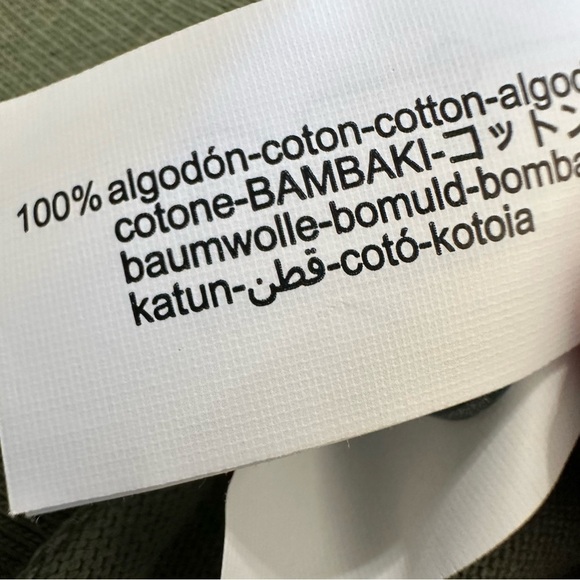 100% algodón-coton-cotton-algod
cotone-BAMBAKI-コットン
baumwolle-bomuld-bomba
katun-قطن-cotó-kotoia